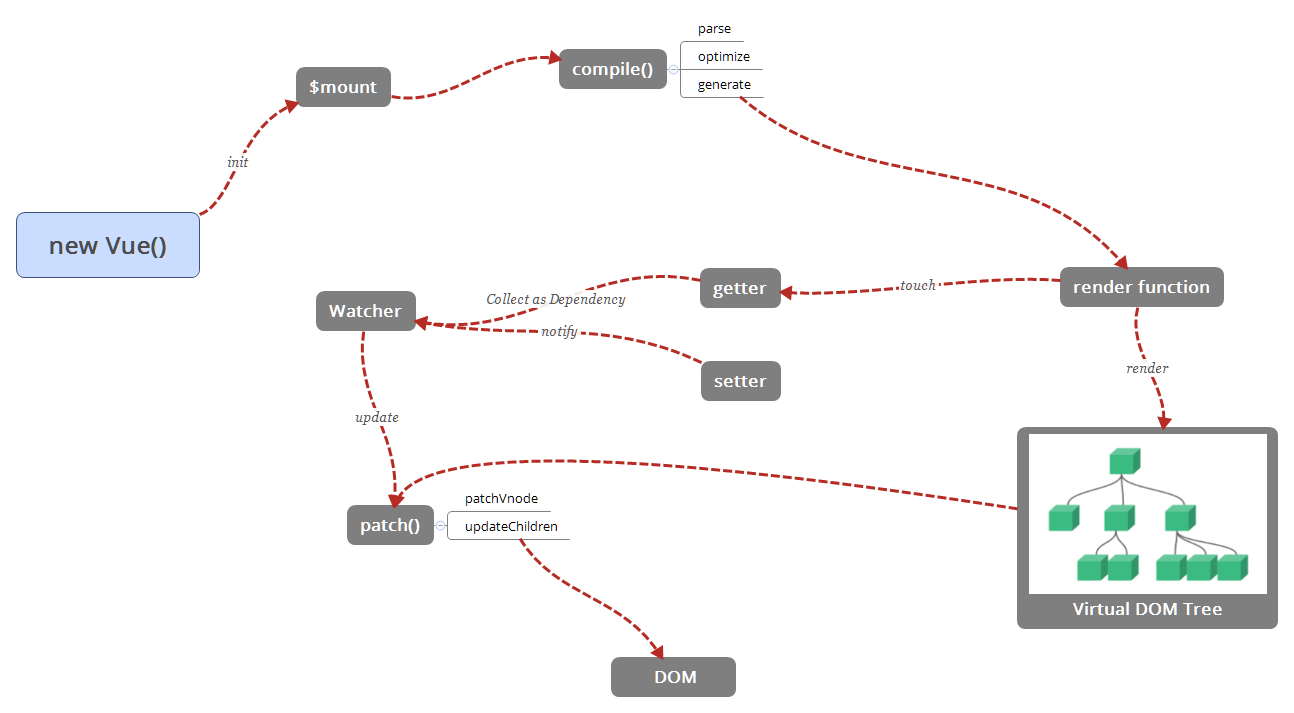 parse
optimize
compile()
generate
$mount
init
new Vue()
getter
touch
render function
Collect as Dependency
Watcher
notify
setter
render
update
patchVnode
patch()
updateChildren
Virtual DOM Tree
DOM